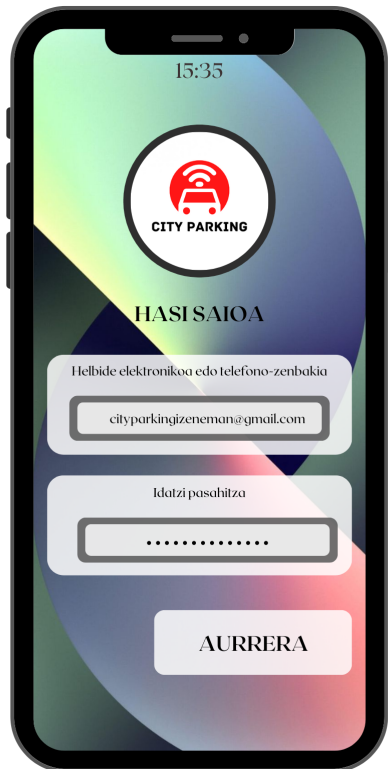 15:35
CITY PARKING
HASI SAIOA
Helbide elektronikoa edo telefono-zenbakia
cityparkingizeneman@gmail.com
Idatzi pasahitza
••••••••••••••
AURRERA